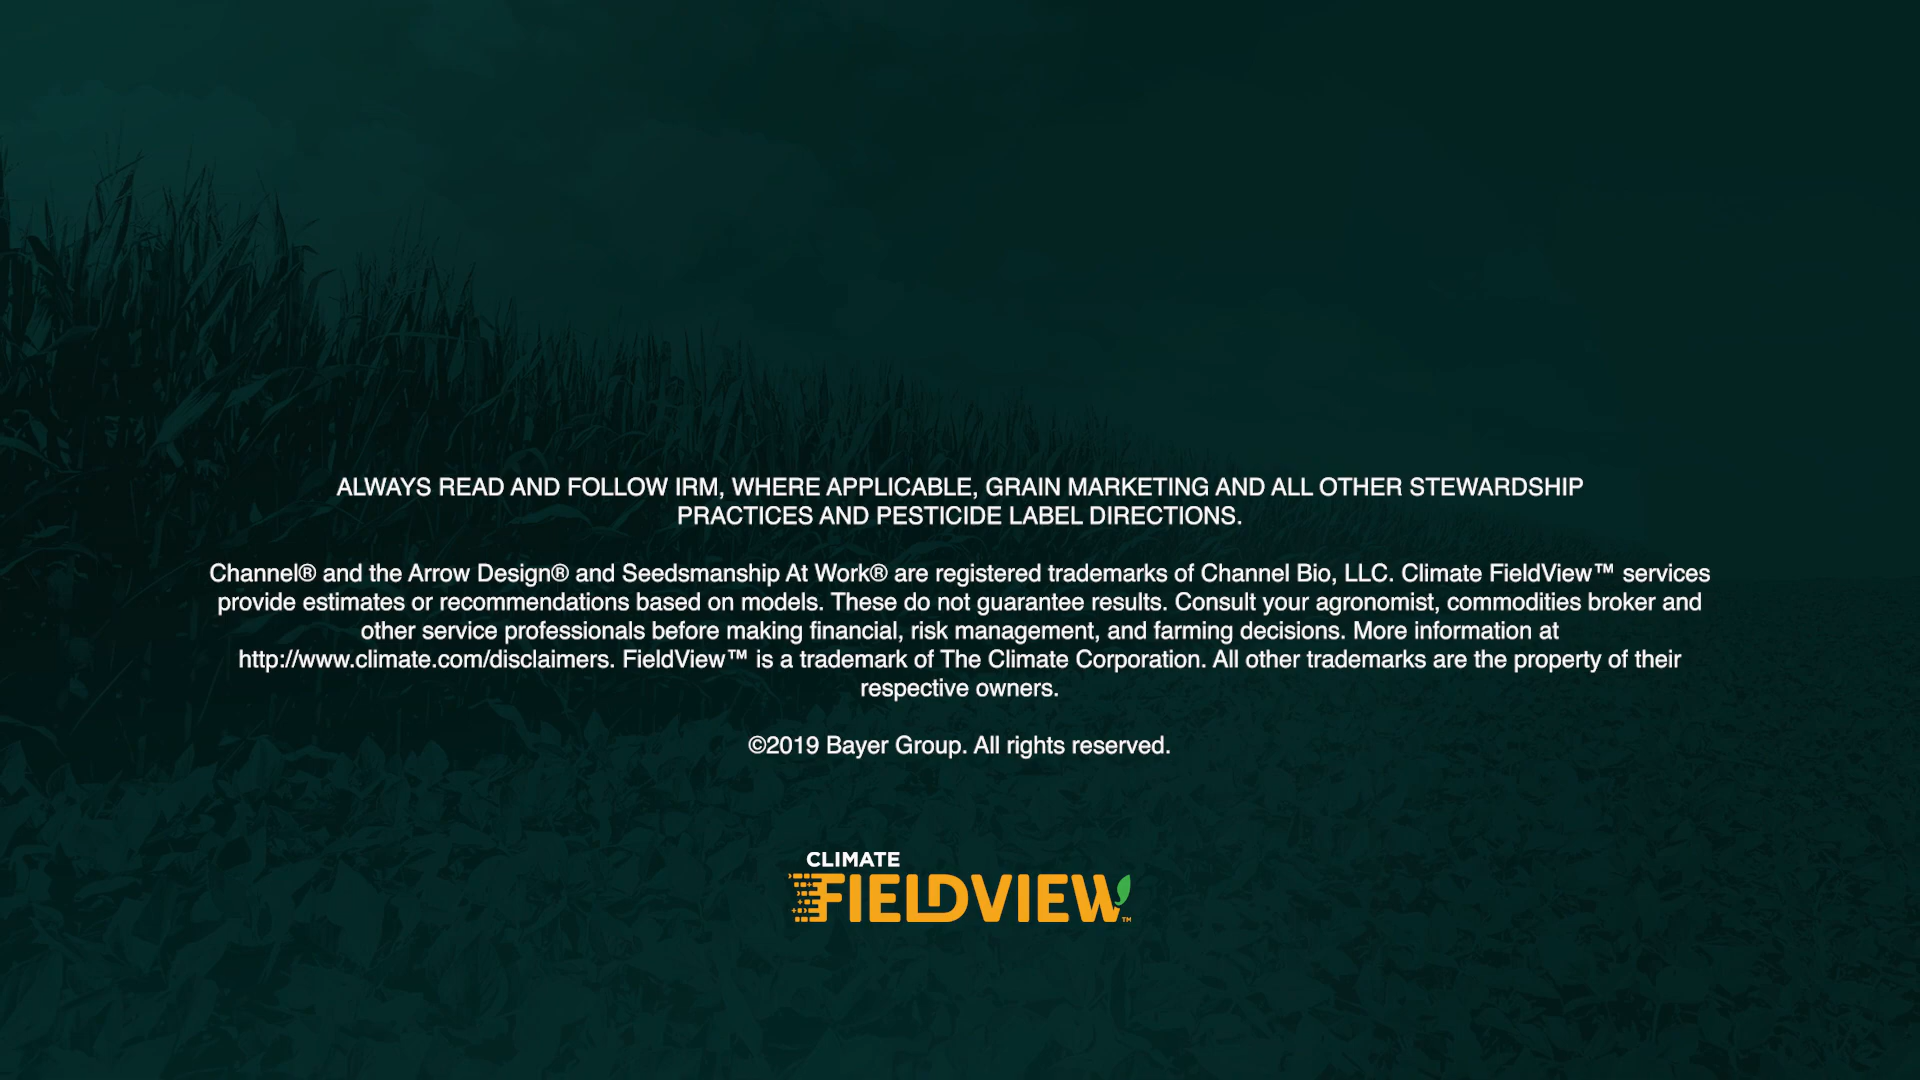 ALWAYS READ AND FOLLOW IRM, WHERE APPLICABLE, GRAIN MARKETING AND ALL OTHER STEWARDSHIP
PRACTICES AND PESTICIDE LABEL DIRECTIONS.
Channel® and the Arrow Design® and Seedsmanship At Work® are registered trademarks of Channel Bio, LLC. Climate FieldView™ services
provide estimates or recommendations based on models. These do not guarantee results. Consult your agronomist, commodities broker and
other service professionals before making financial, risk management, and farming decisions. More information at
http://www.climate.com/disclaimers. FieldView™ is a trademark of The Climate Corporation. All other trademarks are the property of their
respective owners.
©2019 Bayer Group. All rights reserved.
CLIMATE
FIELDVIEW™